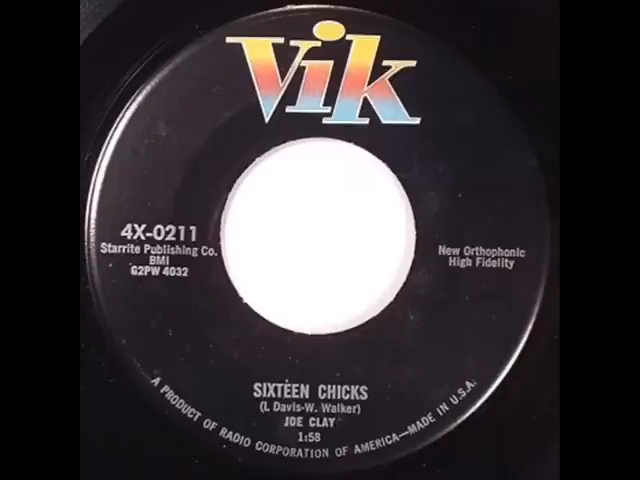 Vik
4X-0211
Starrite Publishing Co.
BMI
G2PW 4032
New Orthophonic
High Fidelity
SIXTEEN CHICKS
(I. Davis-W. Walker)
JOE CLAY
1:58
A PRODUCT OF RADIO CORPORATION OF AMERICA—MADE IN U.S.A.